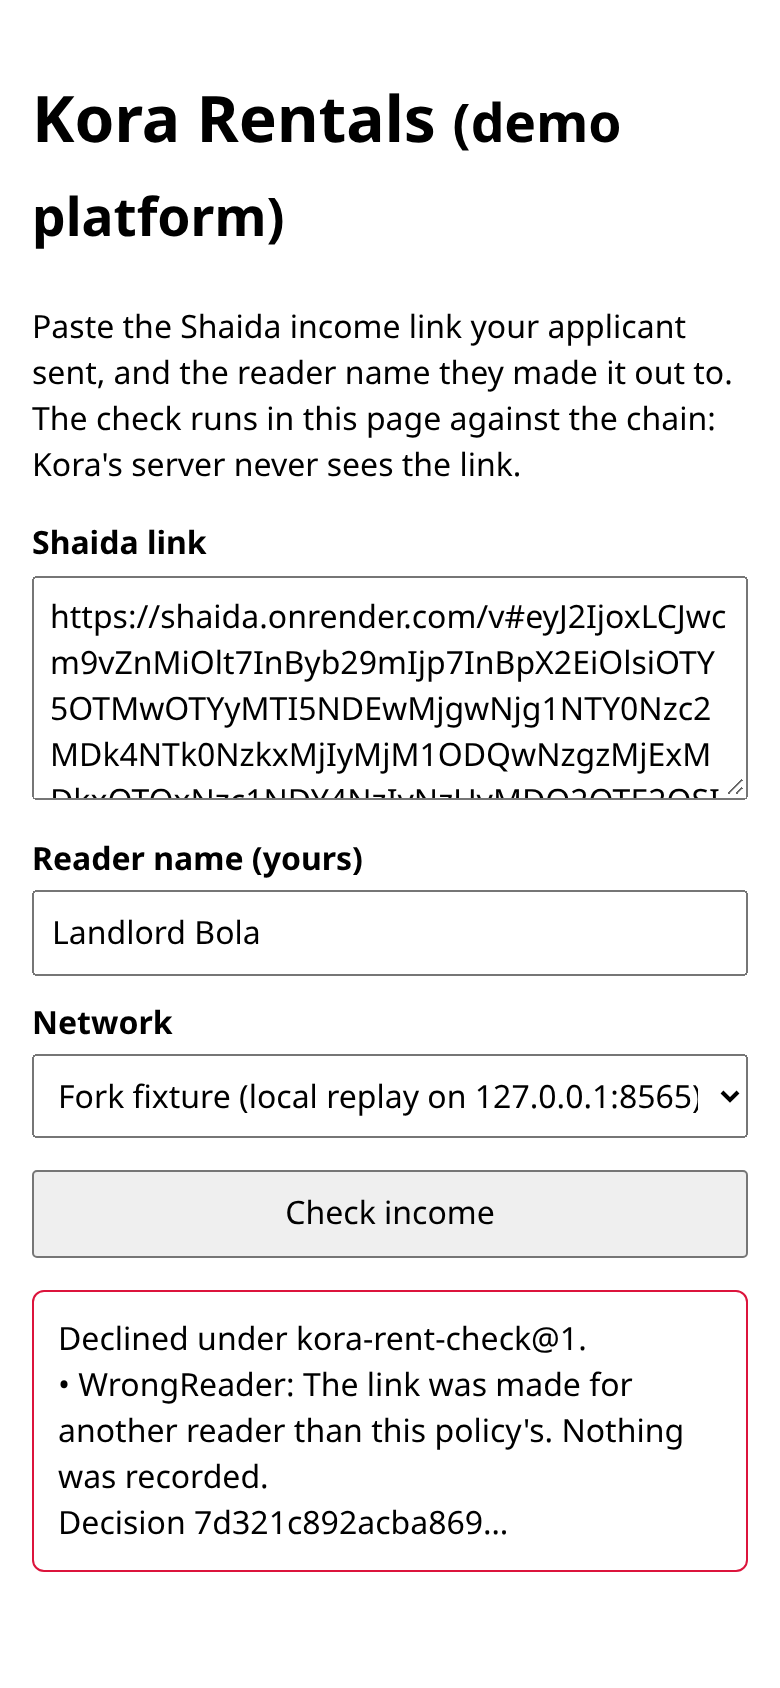 Kora Rentals (demo
platform)
Paste the Shaida income link your applicant
sent, and the reader name they made it out to.
The check runs in this page against the chain:
Kora's server never sees the link.
Shaida link
https://shaida.onrender.com/v#eyJ2IjoxLCJwc
m9vZnMiOlt7InByb29mIjp7InBpX2EiOlsiOTY
5OTMwOTYyMTI5NDEwMjgwNjg1NTY0Nzc2
MDk4NTk0NzkxMjIyMjM1ODQwNzgzMjExM
Reader name (yours)
Landlord Bola
Network
Fork fixture (local replay on 127.0.0.1:8565)
Check income
Declined under kora-rent-check@1.
• WrongReader: The link was made for
another reader than this policy's. Nothing
was recorded.
Decision 7d321c892acba869…